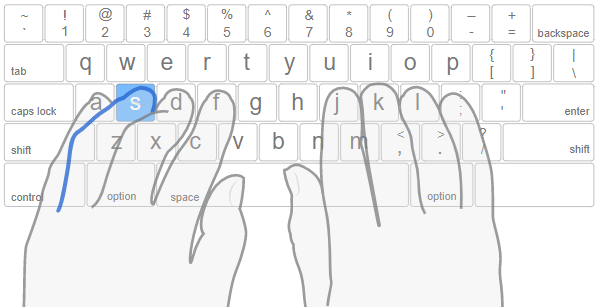 ~ ! @ # $ % ^ & * ( ) – +
` 1 2 3 4 5 6 7 8 9 0 - = backspace
tab q w e r t y u i o p { [ } ] | \
caps lock a s d f g h j k l : ; " ' enter
shift z x c v b n m < , > . ? shift
control option space option